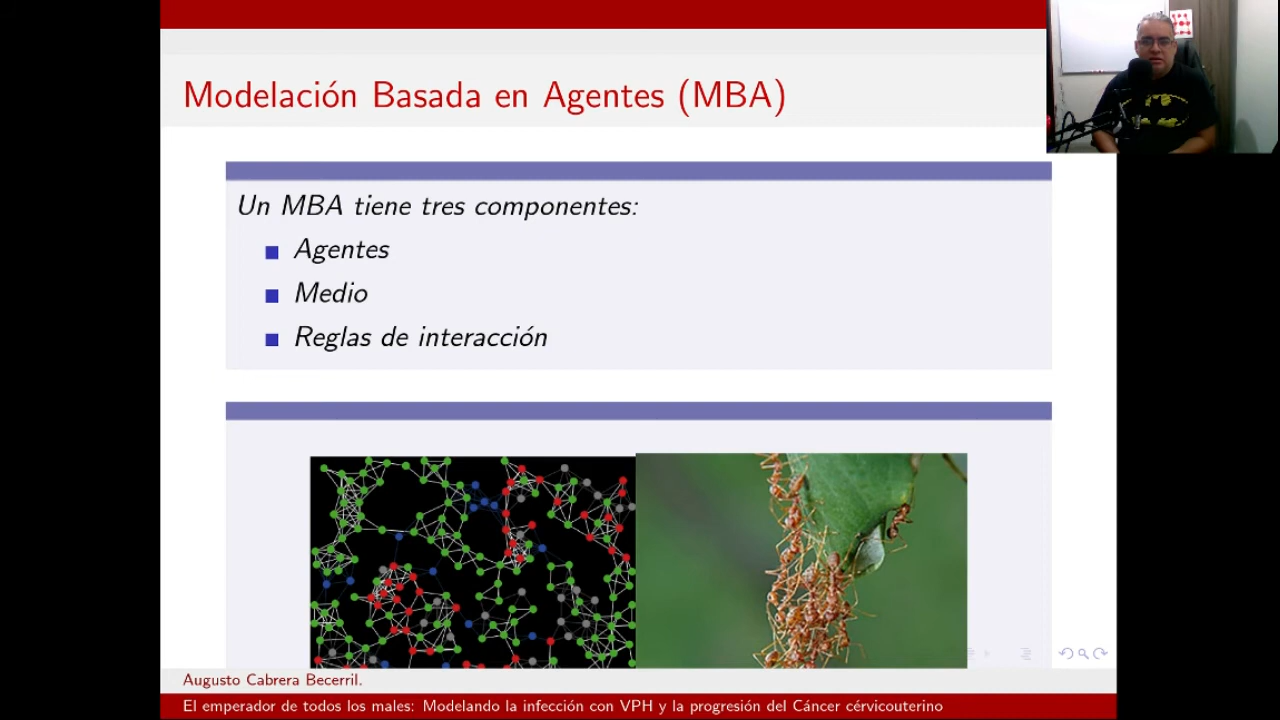 Modelación Basada en Agentes (MBA)
Un MBA tiene tres componentes:
Agentes
Medio
Reglas de interacción
Augusto Cabrera Becerril.
El emperador de todos los males: Modelando la infección con VPH y la progresión del Cáncer cérvicouterino